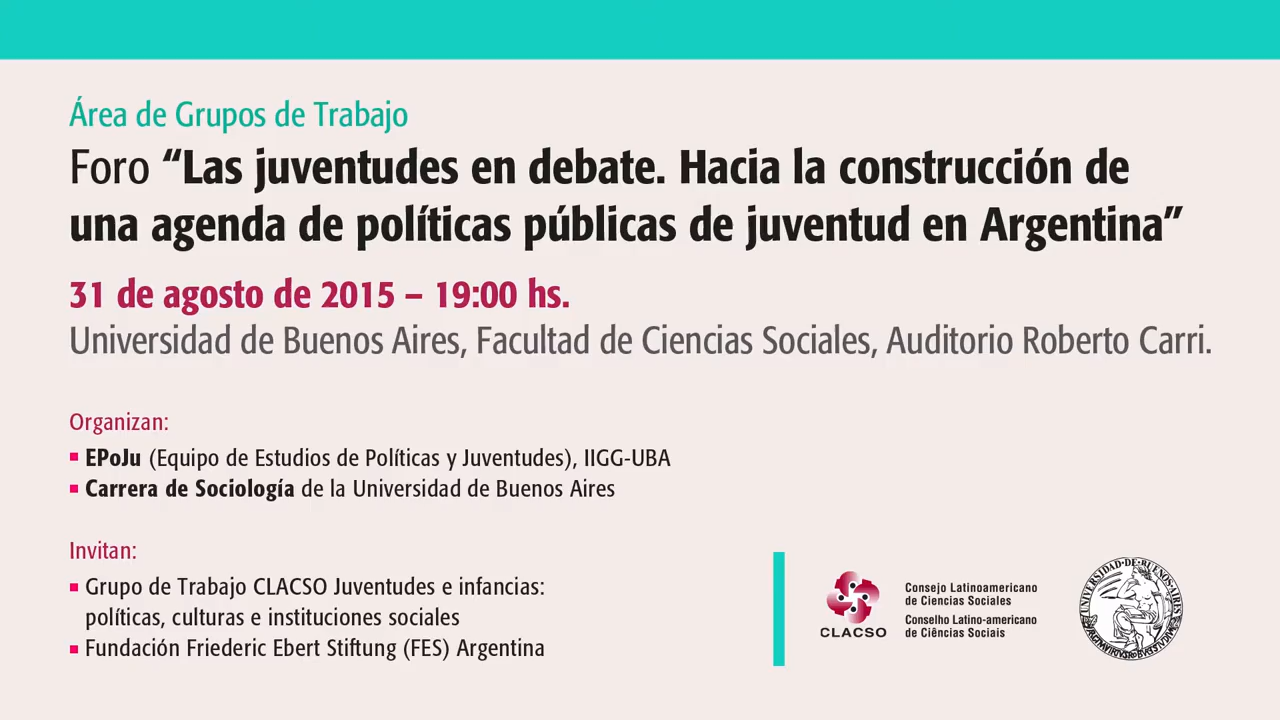 Área de Grupos de Trabajo
Foro “Las juventudes en debate. Hacia la construcción de
una agenda de políticas públicas de juventud en Argentina”
31 de agosto de 2015 – 19:00 hs.
Universidad de Buenos Aires, Facultad de Ciencias Sociales, Auditorio Roberto Carri.
Organizan:
EPoJu (Equipo de Estudios de Políticas y Juventudes), IIGG-UBA
Carrera de Sociología de la Universidad de Buenos Aires
Invitan:
Grupo de Trabajo CLACSO Juventudes e infancias:
políticas, culturas e instituciones sociales
Fundación Friederic Ebert Stiftung (FES) Argentina
CLACSO
Consejo Latinoamericano
de Ciencias Sociales
Conselho Latino-americano
de Ciências Sociais
UNIVERSIDAD·DE·BUENOS·AIRES